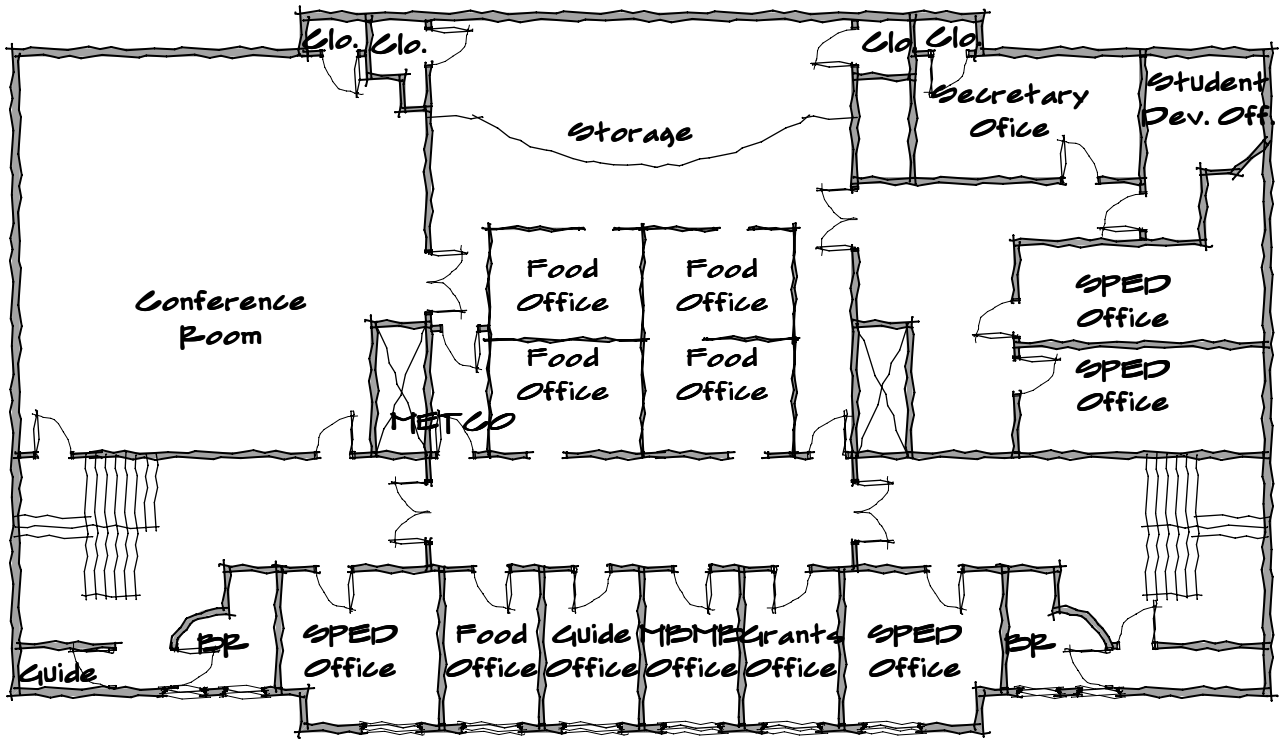 Clo.
Clo.
Clo.
Clo.
Storage
Secretary
Ofice
Student
Dev. Off.
Conference
Room
Food
Office
Food
Office
SPED
Office
Food
Office
Food
Office
SPED
Office
METCO
Guide
BR
SPED
Office
Food
Office
Guide
Office
MBMB
Office
Grants
Office
SPED
Office
BR